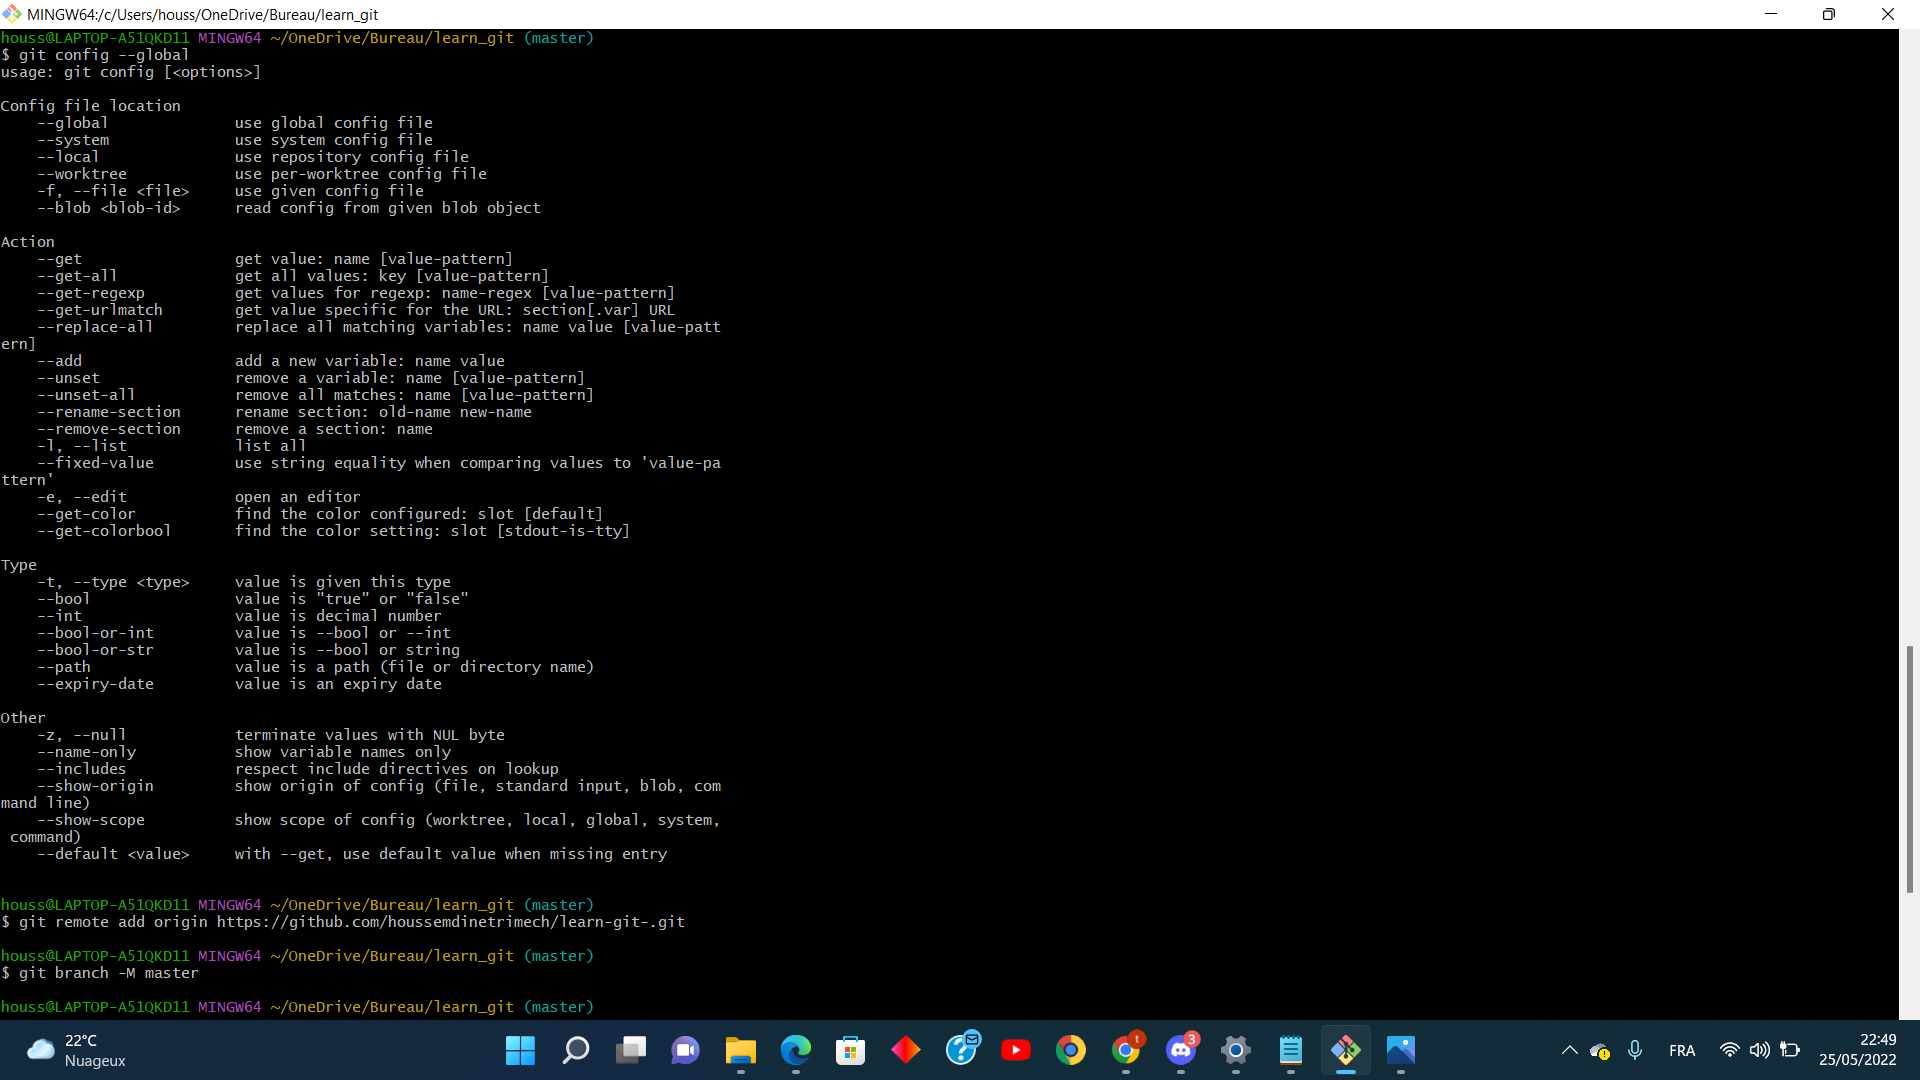 MINGW64:/c/Users/houss/OneDrive/Bureau/learn_git
houss@LAPTOP-A51QKD11 MINGW64 ~/OneDrive/Bureau/learn_git (master)
$ git config --global
usage: git config [<options>]
Config file location
--global use global config file
--system use system config file
--local use repository config file
--worktree use per-worktree config file
-f, --file <file> use given config file
--blob <blob-id> read config from given blob object
Action
--get get value: name [value-pattern]
--get-all get all values: key [value-pattern]
--get-regexp get values for regexp: name-regex [value-pattern]
--get-urlmatch get value specific for the URL: section[.var] URL
--replace-all replace all matching variables: name value [value-patt
ern]
--add add a new variable: name value
--unset remove a variable: name [value-pattern]
--unset-all remove all matches: name [value-pattern]
--rename-section rename section: old-name new-name
--remove-section remove a section: name
-l, --list list all
--fixed-value use string equality when comparing values to 'value-pa
ttern'
-e, --edit open an editor
--get-color find the color configured: slot [default]
--get-colorbool find the color setting: slot [stdout-is-tty]
Type
-t, --type <type> value is given this type
--bool value is "true" or "false"
--int value is decimal number
--bool-or-int value is --bool or --int
--bool-or-str value is --bool or string
--path value is a path (file or directory name)
--expiry-date value is an expiry date
Other
-z, --null terminate values with NUL byte
--name-only show variable names only
--includes respect include directives on lookup
--show-origin show origin of config (file, standard input, blob, com
mand line)
--show-scope show scope of config (worktree, local, global, system,
command)
--default <value> with --get, use default value when missing entry
houss@LAPTOP-A51QKD11 MINGW64 ~/OneDrive/Bureau/learn_git (master)
$ git remote add origin https://github.com/houssemdinetrimech/learn-git-.git
houss@LAPTOP-A51QKD11 MINGW64 ~/OneDrive/Bureau/learn_git (master)
$ git branch -M master
houss@LAPTOP-A51QKD11 MINGW64 ~/OneDrive/Bureau/learn_git (master)
22°C
Nuageux
t
3
FRA
22:49
25/05/2022